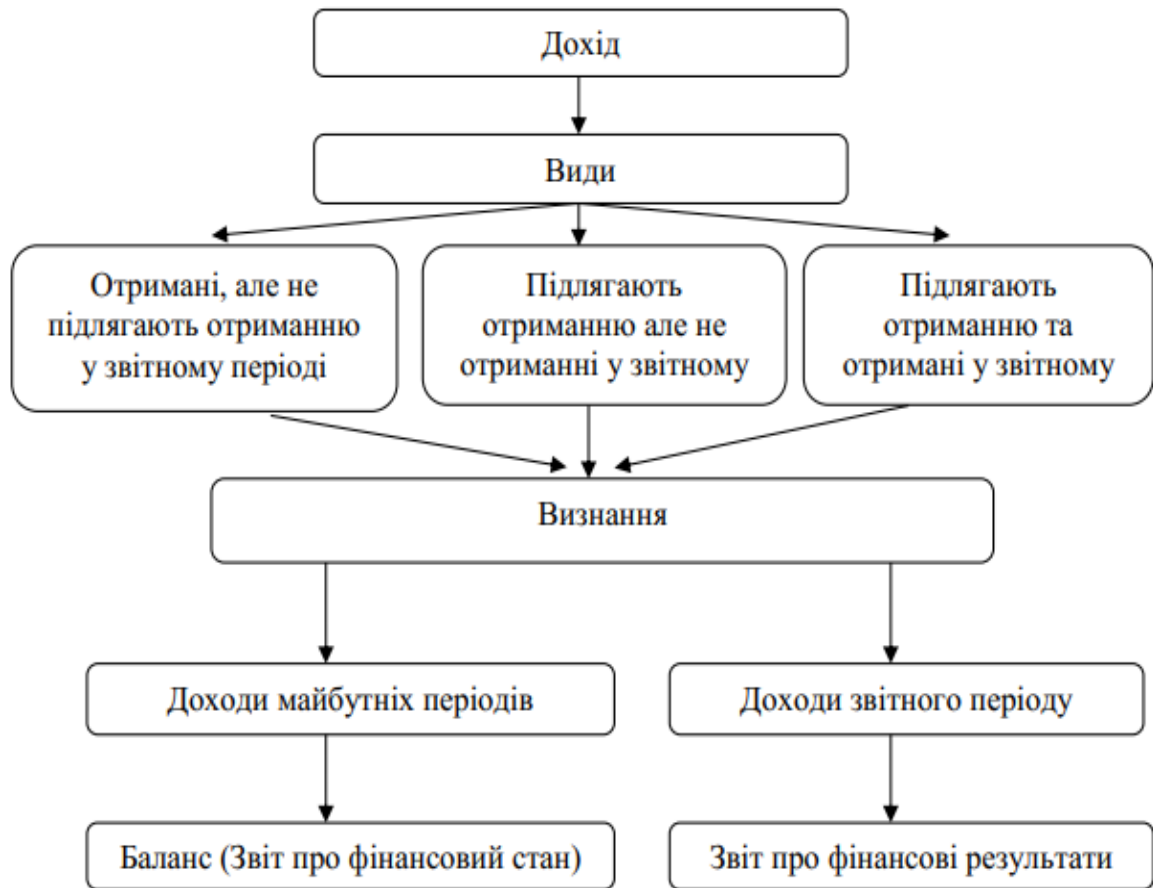 Дохід
Види
Отримані, але не
підлягають отриманню
у звітному періоді
Підлягають
отриманню але не
отриманні у звітному
Підлягають
отриманню та
отримані у звітному
Визнання
Доходи майбутніх періодів
Доходи звітного періоду
Баланс (Звіт про фінансовий стан)
Звіт про фінансові результати